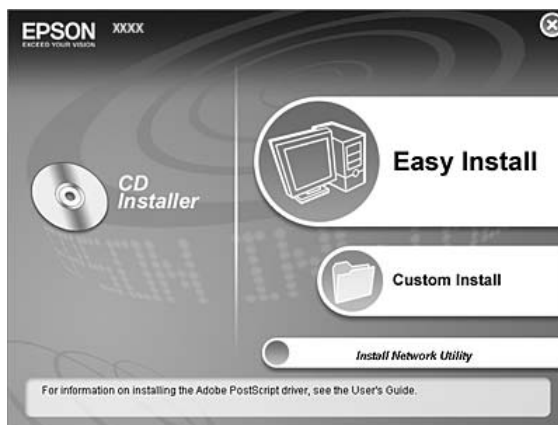 EPSON XXXX
EXCEED YOUR VISION
Easy Install
CD
Installer
Custom Install
Install Network Utility
For information on installing the Adobe PostScript driver, see the User's Guide.